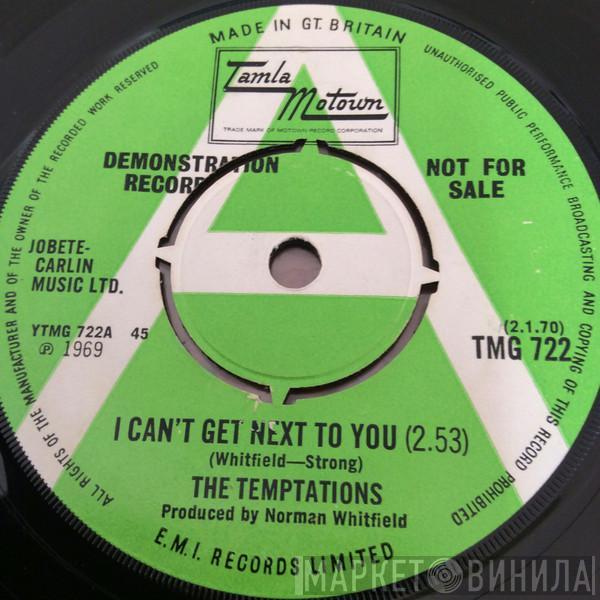 MADE IN GT. BRITAIN
ALL RIGHTS OF THE MANUFACTURER AND OF THE OWNER OF THE RECORDED WORK RESERVED
UNAUTHORISED PUBLIC PERFORMANCE BROADCASTING AND COPYING OF THIS RECORD PROHIBITED
Tamla
Motown
TRADE MARK OF MOTOWN RECORD CORPORATION
DEMONSTRATION
RECORD
NOT FOR
SALE
JOBETE-
CARLIN
MUSIC LTD.
YTMG 722A 45
℗ 1969
(2.1.70)
TMG 722
I CAN'T GET NEXT TO YOU (2.53)
(Whitfield—Strong)
THE TEMPTATIONS
Produced by Norman Whitfield
E.M.I. RECORDS LIMITED
МАРКЕТ ВИНИЛА